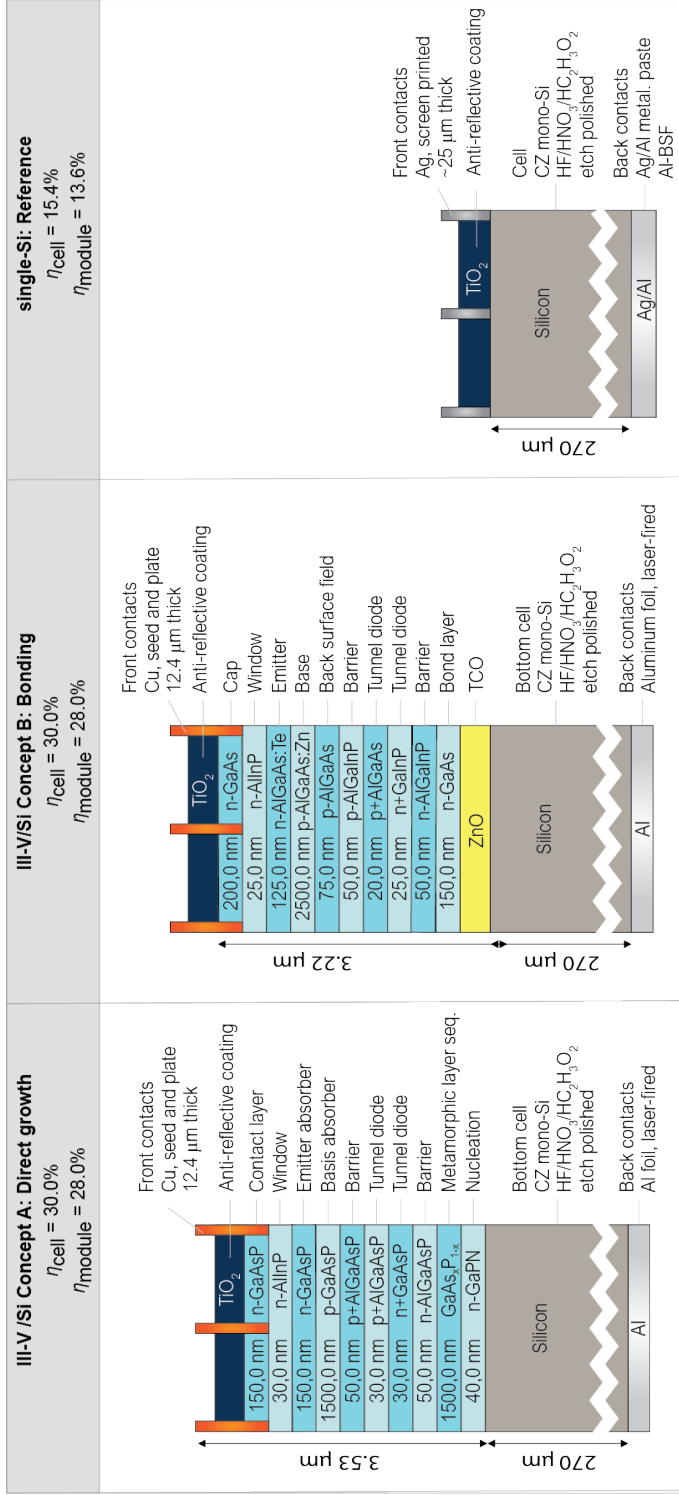 III-V /Si Concept A: Direct growth
ηcell = 30.0%
ηmodule = 28.0%
Front contacts
Cu, seed and plate
12.4 μm thick
Anti-reflective coating
TiO2
150,0 nm n-GaAsP Contact layer
30,0 nm n-AlInP Window
150,0 nm n-GaAsP Emitter absorber
1500,0 nm p-GaAsP Basis absorber
50,0 nm p+AlGaAsP Barrier
30,0 nm p+AlGaAsP Tunnel diode
30,0 nm n+GaAsP Tunnel diode
50,0 nm n-AlGaAsP Barrier
1500,0 nm GaAsxP1-x Metamorphic layer seq.
40,0 nm n-GaPN Nucleation
3.53 μm
Silicon
270 μm
Bottom cell
CZ mono-Si
HF/HNO3/HC2H3O2
etch polished
Al
Back contacts
Al foil, laser-fired
III-V/Si Concept B: Bonding
ηcell = 30.0%
ηmodule = 28.0%
Front contacts
Cu, seed and plate
12.4 μm thick
Anti-reflective coating
TiO2
200,0 nm n-GaAs Cap
25,0 nm n-AlInP Window
125,0 nm n-AlGaAs:Te Emitter
2500,0 nm p-AlGaAs:Zn Base
75,0 nm p-AlGaAs Back surface field
50,0 nm p-AlGaInP Barrier
20,0 nm p+AlGaAs Tunnel diode
25,0 nm n+GaInP Tunnel diode
50,0 nm n-AlGaInP Barrier
150,0 nm n-GaAs Bond layer
ZnO TCO
3.22 μm
Silicon
270 μm
Bottom cell
CZ mono-Si
HF/HNO3/HC2H3O2
etch polished
Al
Back contacts
Aluminum foil, laser-fired
single-Si: Reference
ηcell = 15.4%
ηmodule = 13.6%
Front contacts
Ag, screen printed
~25 μm thick
Anti-reflective coating
TiO2
Silicon
270 μm
Cell
CZ mono-Si
HF/HNO3/HC2H3O2
etch polished
Ag/Al
Back contacts
Ag/Al metal. paste
Al-BSF